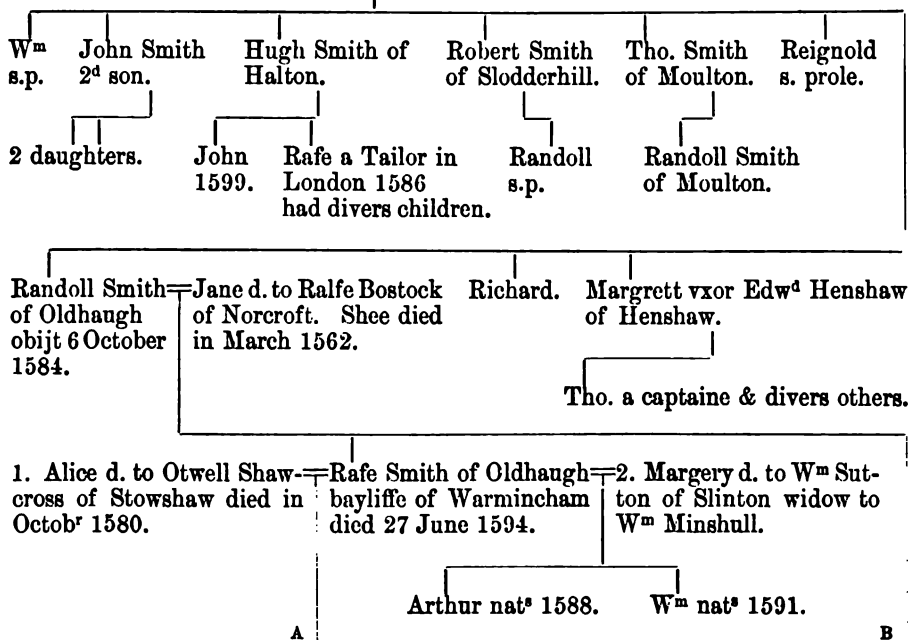 Wm John Smith Hugh Smith of Robert Smith Tho. Smith Reignold
s.p. 2d son. Halton. of Slodderhill. of Moulton. s. prole.
2 daughters. John Rafe a Tailor in Randoll Randoll Smith
1599. London 1586 s.p. of Moulton.
had divers children.
Randoll Smith Jane d. to Ralfe Bostock Richard. Margrett vxor Edwd Henshaw
of Oldhaugh of Norcroft. Shee died of Henshaw.
obijt 6 October in March 1562.
1584.
Tho. a captaine & divers others.
1. Alice d. to Otwell Shaw- Rafe Smith of Oldhaugh 2. Margery d. to Wm Sut-
cross of Stowshaw died in bayliffe of Warmincham ton of Slinton widow to
Octobr 1580. died 27 June 1594. Wm Minshull.
Arthur nats 1588. Wm nats 1591.
A B